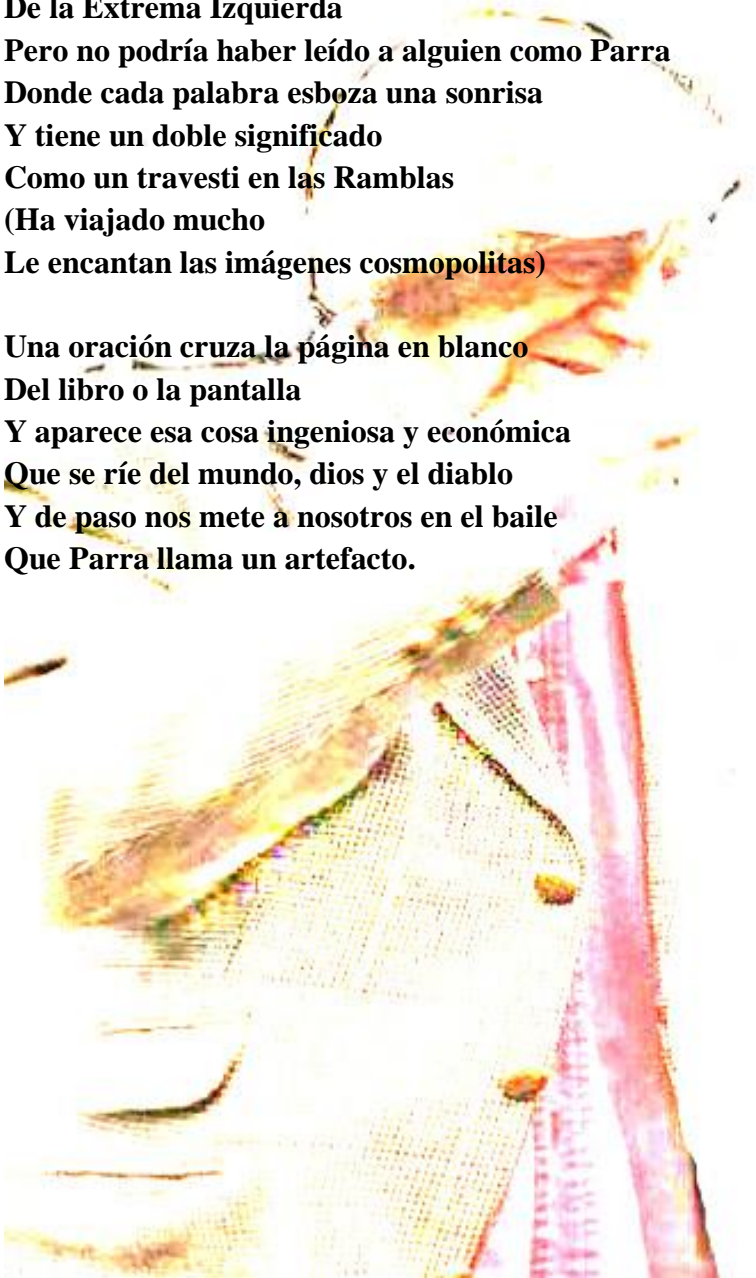 De la Extrema Izquierda
Pero no podría haber leído a alguien como Parra
Donde cada palabra esboza una sonrisa
Y tiene un doble significado
Como un travesti en las Ramblas
(Ha viajado mucho
Le encantan las imágenes cosmopolitas)
Una oración cruza la página en blanco
Del libro o la pantalla
Y aparece esa cosa ingeniosa y económica
Que se ríe del mundo, dios y el diablo
Y de paso nos mete a nosotros en el baile
Que Parra llama un artefacto.